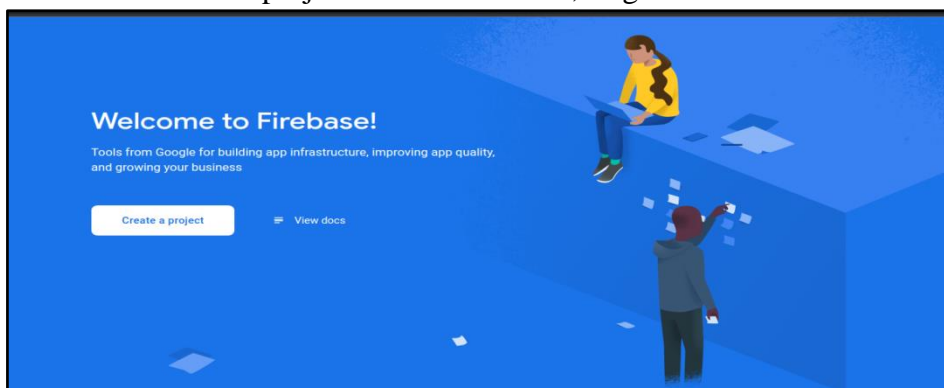 Welcome to Firebase!
Tools from Google for building app infrastructure, improving app quality,
and growing your business
Create a project
View docs